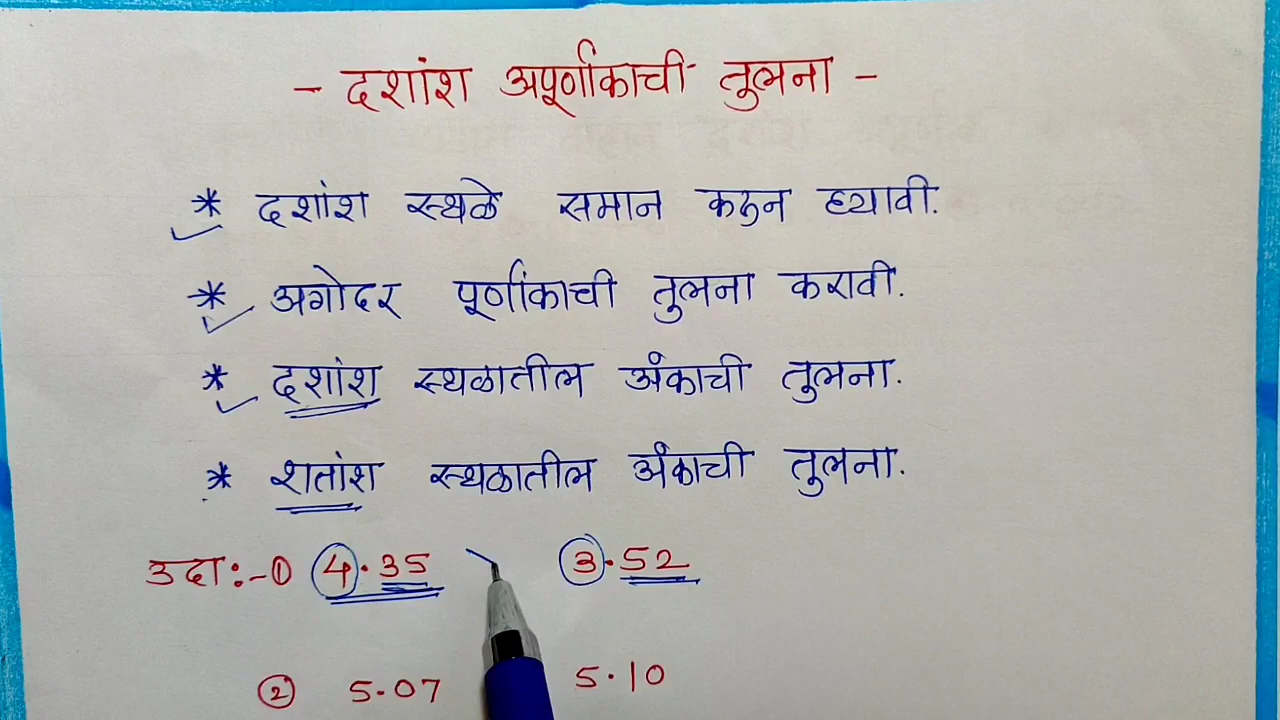 - दशांश अपूर्णांकाची तुलना -
* दशांश स्थळे समान करुन घ्यावी.
* अगोदर पूर्णांकाची तुलना करावी.
* दशांश स्थळातील अंकाची तुलना.
* शतांश स्थळातील अंकाची तुलना.
उदा:-① 4.35 3.52
② 5.07 5.10